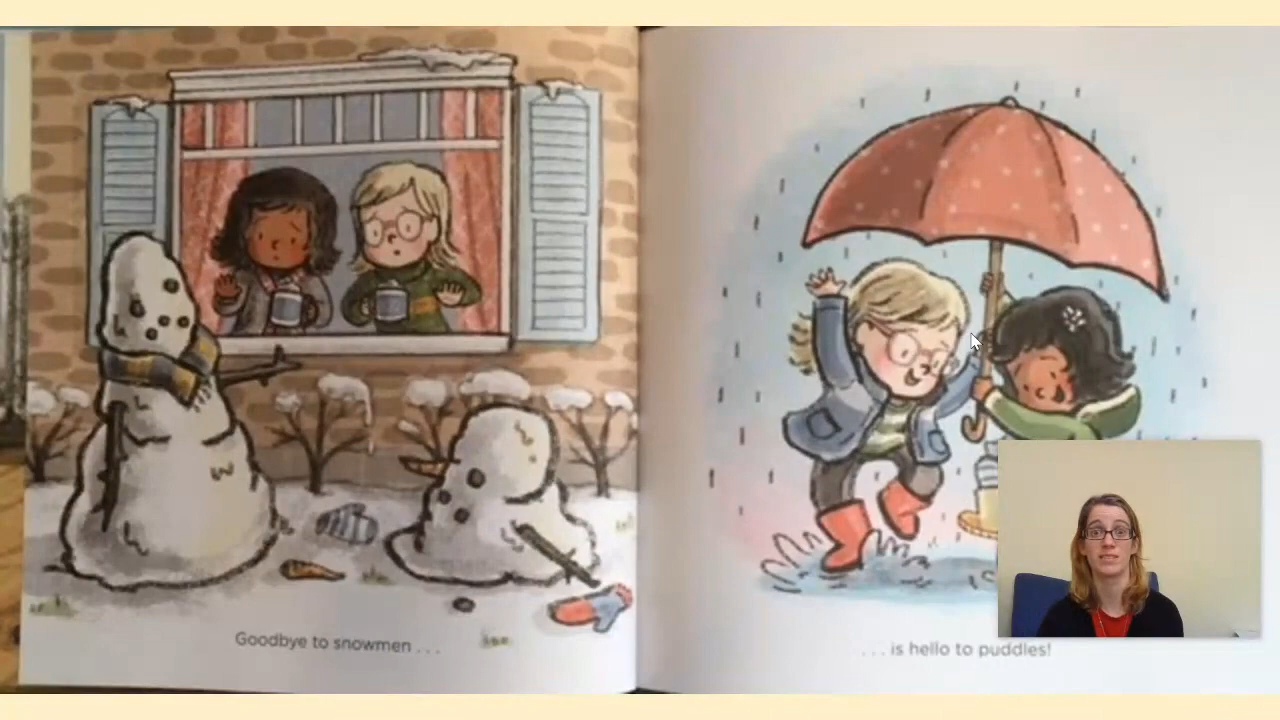 Goodbye to snowmen . . .
. . . is hello to puddles!